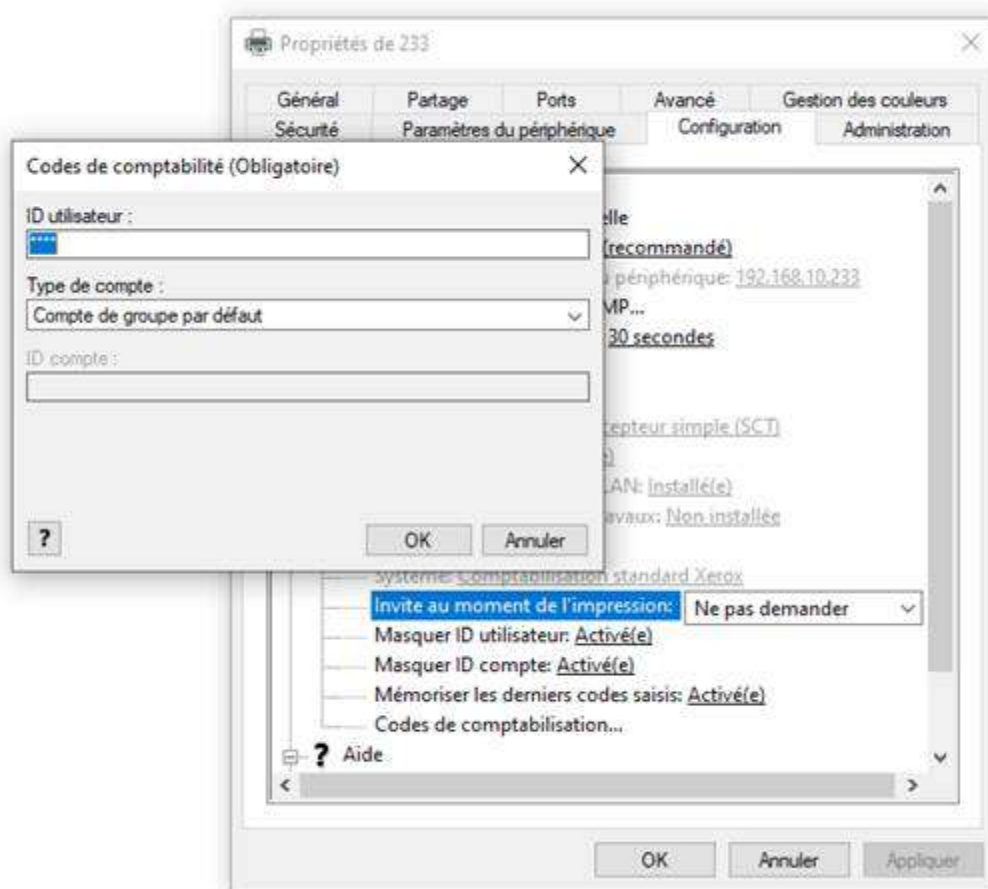 Propriétés de 233
Général Partage Ports Avancé Gestion des couleurs
Sécurité Paramètres du périphérique Configuration Administration
Codes de comptabilité (Obligatoire)
ID utilisateur :
****
Type de compte :
Compte de groupe par défaut
ID compte :
?
OK Annuler
elle
(recommandé)
périphérique: 192.168.10.233
MP...
30 secondes
cepteur simple (SCT)
e)
LAN: Installé(e)
avaux: Non installée
Système: Comptabilisation standard Xerox
Invite au moment de l'impression: Ne pas demander
Masquer ID utilisateur: Activé(e)
Masquer ID compte: Activé(e)
Mémoriser les derniers codes saisis: Activé(e)
Codes de comptabilisation...
? Aide
OK Annuler Appliquer